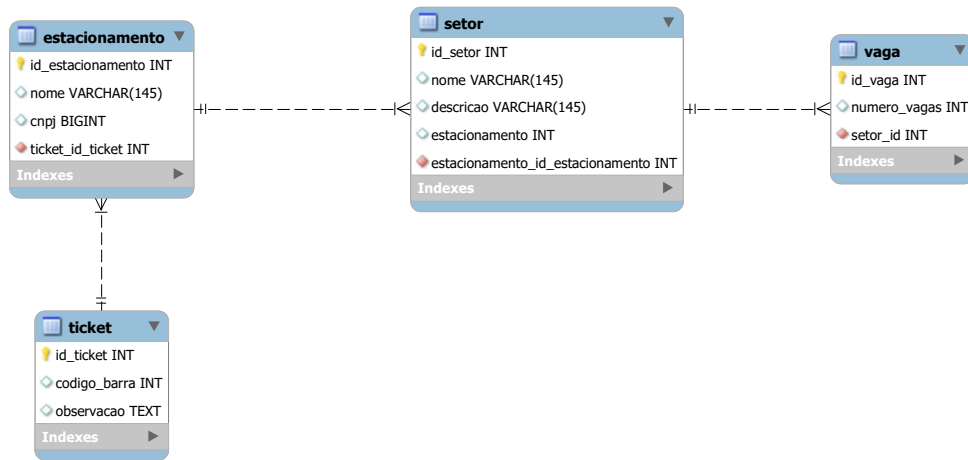 estacionamento
id_estacionamento INT
nome VARCHAR(145)
cnpj BIGINT
ticket_id_ticket INT
Indexes
setor
id_setor INT
nome VARCHAR(145)
descricao VARCHAR(145)
estacionamento INT
estacionamento_id_estacionamento INT
Indexes
vaga
id_vaga INT
numero_vagas INT
setor_id INT
Indexes
ticket
id_ticket INT
codigo_barra INT
observacao TEXT
Indexes